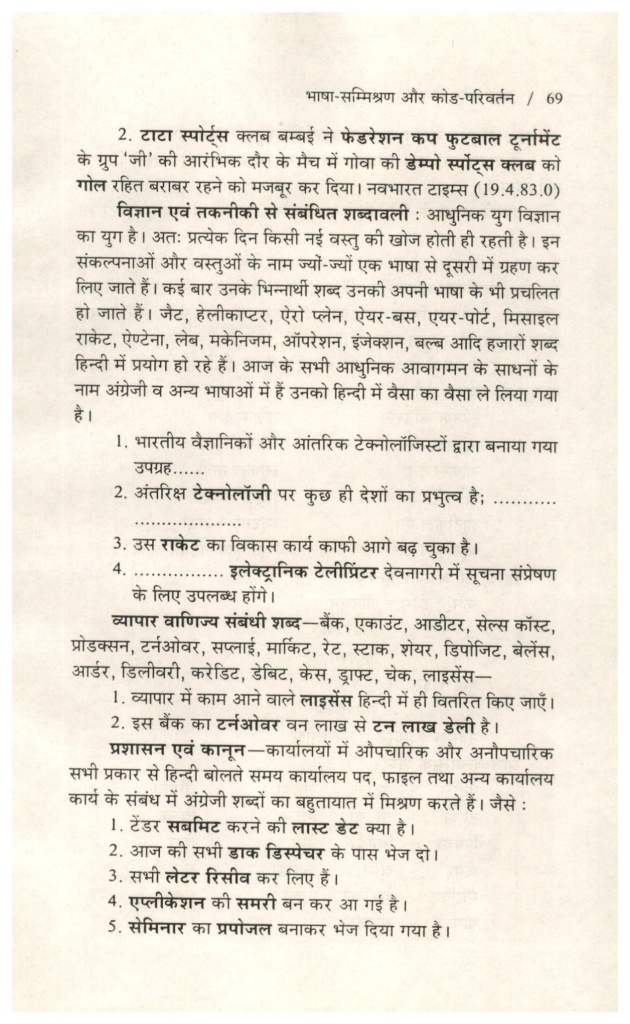 भाषा-सम्मिश्रण और कोड-परिवर्तन / 69
2. टाटा स्पोर्ट्स क्लब बम्बई ने फेडरेशन कप फुटबाल टूर्नामेंट
के ग्रुप ‘जी’ की आरंभिक दौर के मैच में गोवा की डेम्पो स्पोंट्स क्लब को
गोल रहित बराबर रहने को मजबूर कर दिया। नवभारत टाइम्स (19.4.83.0)
विज्ञान एवं तकनीकी से संबंधित शब्दावली : आधुनिक युग विज्ञान
का युग है। अतः प्रत्येक दिन किसी नई वस्तु की खोज होती ही रहती है। इन
संकल्पनाओं और वस्तुओं के नाम ज्यों-ज्यों एक भाषा से दूसरी में ग्रहण कर
लिए जाते हैं। कई बार उनके भिन्नार्थी शब्द उनकी अपनी भाषा के भी प्रचलित
हो जाते हैं। जैट, हेलीकाप्टर, ऐरो प्लेन, ऐयर-बस, एयर-पोर्ट, मिसाइल
राकेट, ऐण्टेना, लेब, मकेनिजम, ऑपरेशन, इंजेक्शन, बल्ब आदि हजारों शब्द
हिन्दी में प्रयोग हो रहे हैं। आज के सभी आधुनिक आवागमन के साधनों के
नाम अंग्रेजी व अन्य भाषाओं में हैं उनको हिन्दी में वैसा का वैसा ले लिया गया
है।
1. भारतीय वैज्ञानिकों और आंतरिक टेक्नोलॉजिस्टों द्वारा बनाया गया
उपग्रह......
2. अंतरिक्ष टेक्नोलॉजी पर कुछ ही देशों का प्रभुत्व है; ...........
....................
3. उस राकेट का विकास कार्य काफी आगे बढ़ चुका है।
4. ................ इलेक्ट्रानिक टेलीप्रिंटर देवनागरी में सूचना संप्रेषण
के लिए उपलब्ध होंगे।
व्यापार वाणिज्य संबंधी शब्द—बैंक, एकाउंट, आडीटर, सेल्स कॉस्ट,
प्रोडक्सन, टर्नओवर, सप्लाई, मार्किट, रेट, स्टाक, शेयर, डिपोजिट, बेलेंस,
आर्डर, डिलीवरी, करेडिट, डेबिट, केस, ड्राफ्ट, चेक, लाइसेंस—
1. व्यापार में काम आने वाले लाइसेंस हिन्दी में ही वितरित किए जाएँ।
2. इस बैंक का टर्नओवर वन लाख से टन लाख डेली है।
प्रशासन एवं कानून—कार्यालयों में औपचारिक और अनौपचारिक
सभी प्रकार से हिन्दी बोलते समय कार्यालय पद, फाइल तथा अन्य कार्यालय
कार्य के संबंध में अंग्रेजी शब्दों का बहुतायात में मिश्रण करते हैं। जैसे :
1. टेंडर सबमिट करने की लास्ट डेट क्या है।
2. आज की सभी डाक डिस्पेचर के पास भेज दो।
3. सभी लेटर रिसीव कर लिए हैं।
4. एप्लीकेशन की समरी बन कर आ गई है।
5. सेमिनार का प्रपोजल बनाकर भेज दिया गया है।